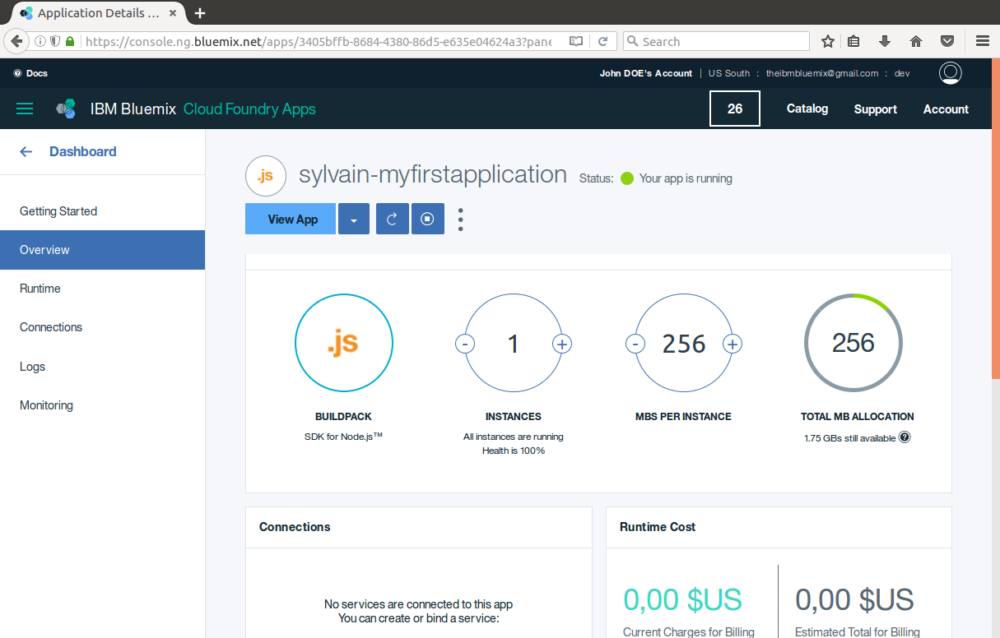 Application Details ...
https://console.ng.bluemix.net/apps/3405bffb-8684-4380-86d5-e635e04624a3?pane
Search
Docs
John DOE's Account | US South : theibmbluemix@gmail.com : dev
IBM Bluemix Cloud Foundry Apps
26
Catalog
Support
Account
Dashboard
Getting Started
Overview
Runtime
Connections
Logs
Monitoring
.js
sylvain-myfirstapplication
Status: Your app is running
View App
.js
- 1 +
- 256 +
256
BUILDPACK
INSTANCES
MBS PER INSTANCE
TOTAL MB ALLOCATION
SDK for Node.js™
All instances are running
Health is 100%
1.75 GBs still available ?
Connections
No services are connected to this app
You can create or bind a service:
Runtime Cost
0,00 $US
Current Charges for Billing
0,00 $US
Estimated Total for Billing